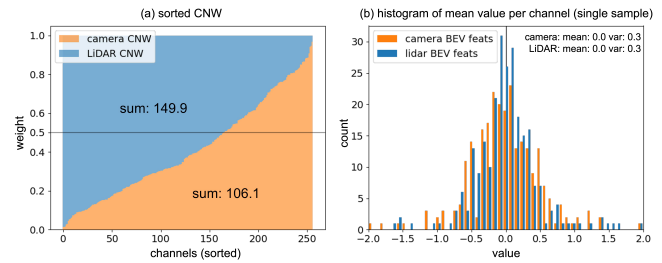 (a) sorted CNW
camera CNW
LiDAR CNW
sum: 149.9
sum: 106.1
weight
1.0
0.8
0.6
0.5
0.4
0.2
0.0
0 50 100 150 200 250
channels (sorted)
(b) histogram of mean value per channel (single sample)
camera BEV feats
lidar BEV feats
camera: mean: 0.0 var: 0.3
LiDAR: mean: 0.0 var: 0.3
count
30
25
20
15
10
5
0
-2.0 -1.5 -1.0 -0.5 0.0 0.5 1.0 1.5 2.0
value